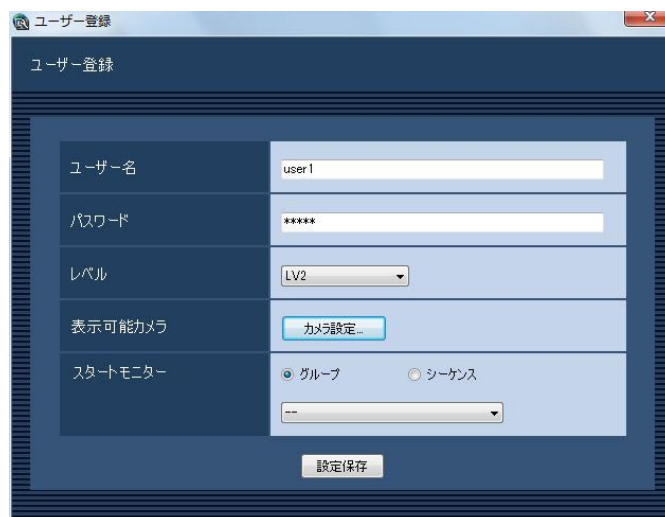 ユーザー登録
ユーザー登録
ユーザー名
user1
パスワード
*****
レベル
LV2
表示可能カメラ
カメラ設定...
スタートモニター
グループ シーケンス
--
設定保存